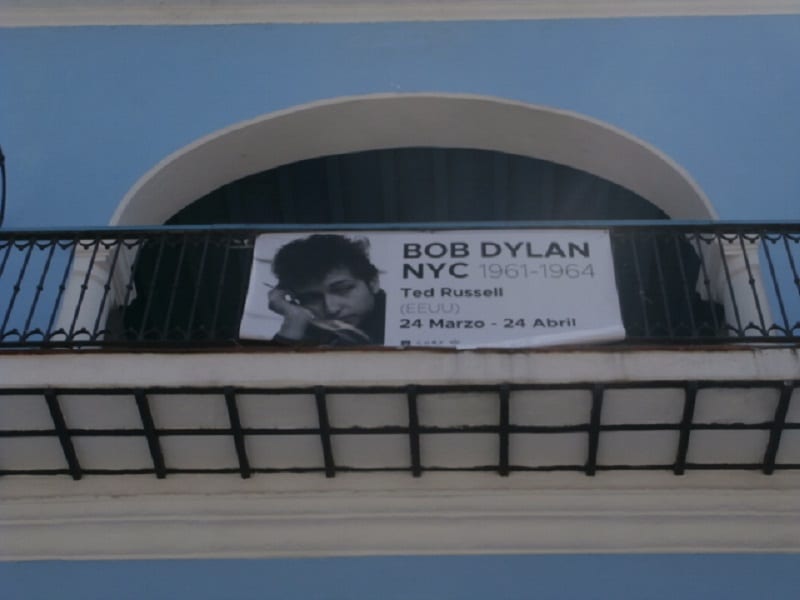 BOB DYLAN
NYC 1961-1964
Ted Russell
(EEUU)
24 Marzo - 24 Abril